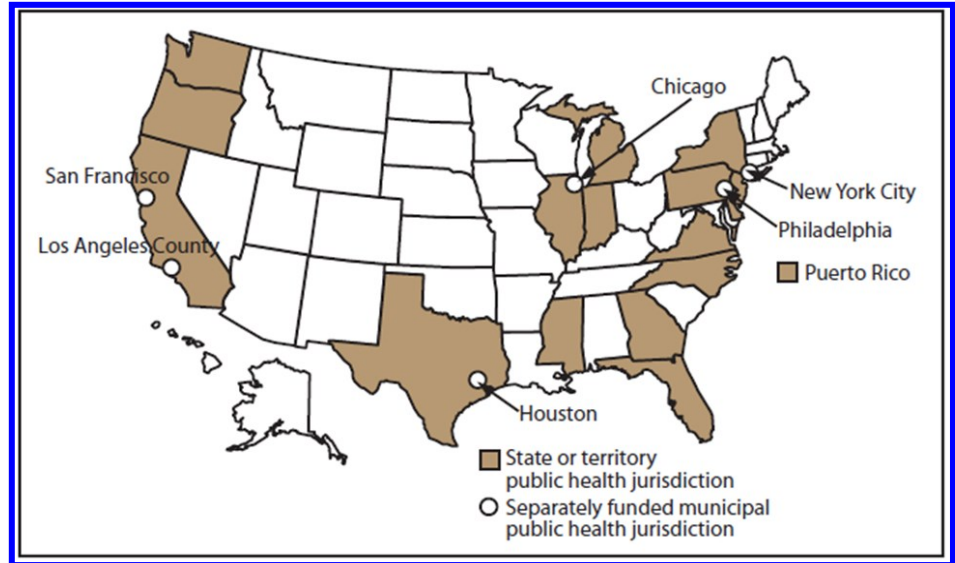 Chicago
San Francisco
New York City
Philadelphia
Los Angeles County
Puerto Rico
Houston
State or territory
public health jurisdiction
Separately funded municipal
public health jurisdiction